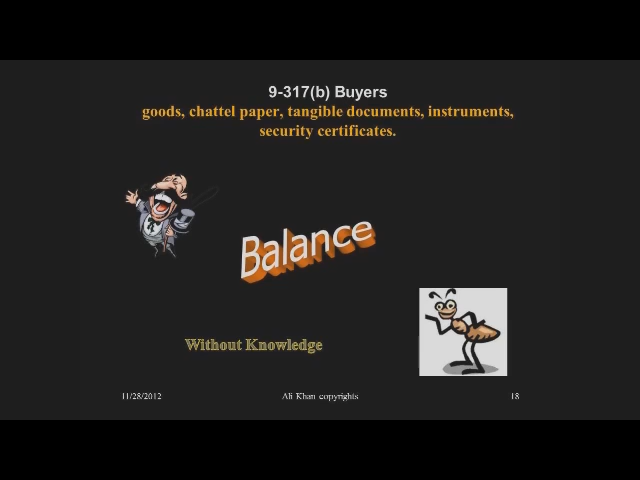 9-317(b) Buyers
goods, chattel paper, tangible documents, instruments,
security certificates.
Balance
Without Knowledge
11/28/2012
Ali Khan copyrights
18